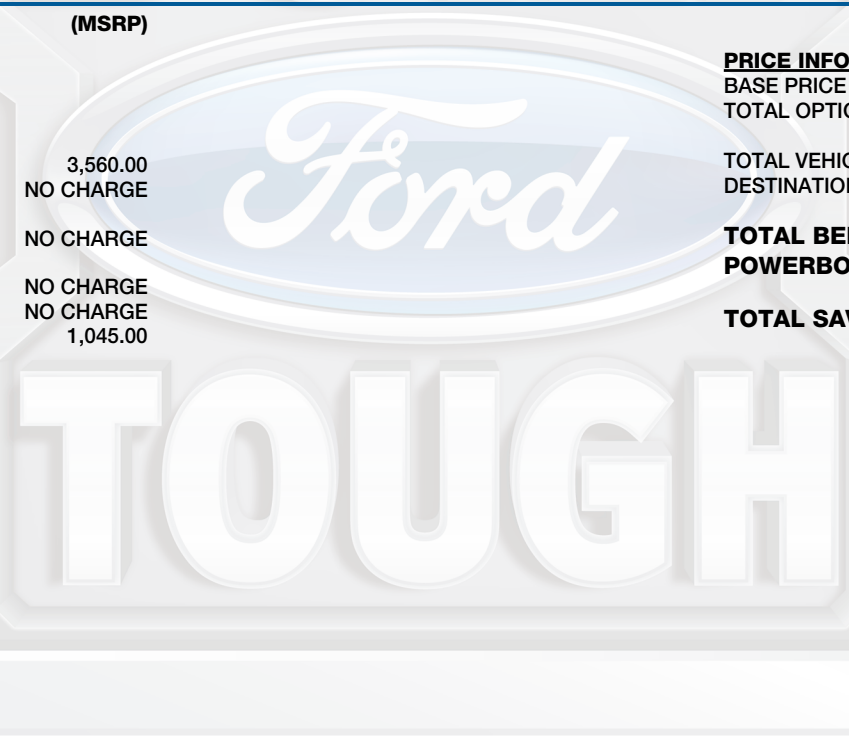 (MSRP)
3,560.00
NO CHARGE
NO CHARGE
NO CHARGE
NO CHARGE
1,045.00
PRICE INFO
BASE PRICE
TOTAL OPTIO
TOTAL VEHIC
DESTINATION
TOTAL BE
POWERBO
TOTAL SAV
Ford
TOUGH